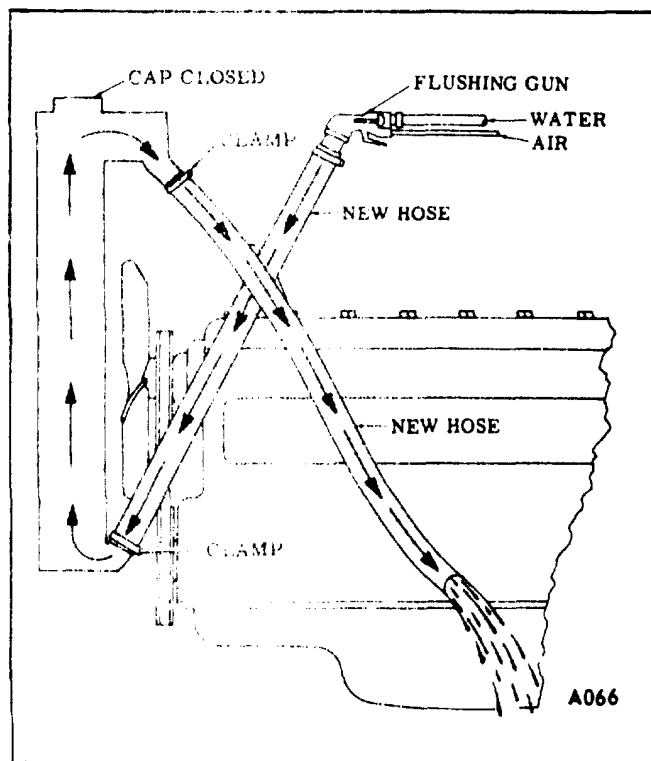 CAP CLOSED
FLUSHING GUN
WATER
AIR
CLAMP
NEW HOSE
NEW HOSE
CLAMP
A066